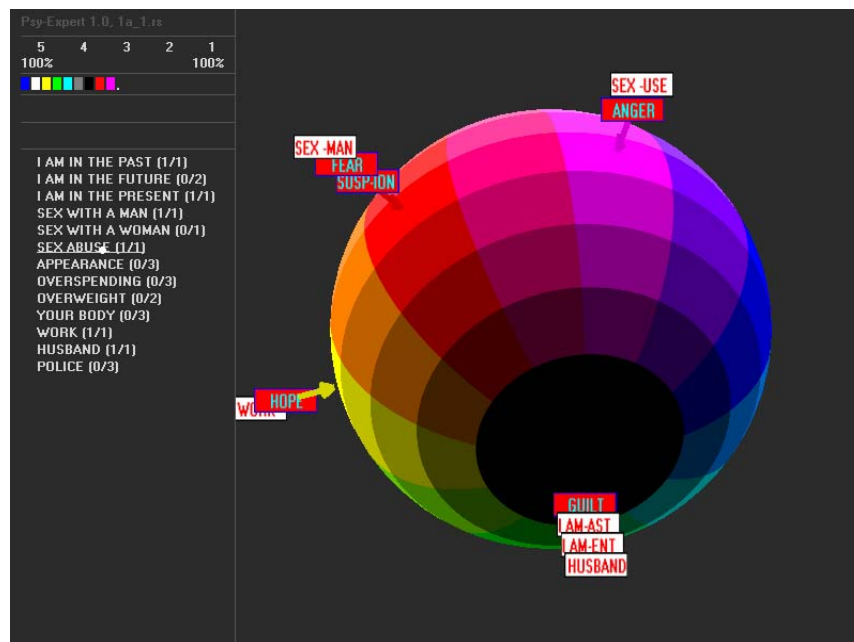 Psy-Expert 1.0, 1a_1.rs
5 4 3 2 1
100% 100%
I AM IN THE PAST (1/1)
I AM IN THE FUTURE (0/2)
I AM IN THE PRESENT (1/1)
SEX WITH A MAN (1/1)
SEX WITH A WOMAN (0/1)
SEX ABUSE (1/1)
APPEARANCE (0/3)
OVERSPENDING (0/3)
OVERWEIGHT (0/2)
YOUR BODY (0/3)
WORK (1/1)
HUSBAND (1/1)
POLICE (0/3)
SEX -USE
ANGER
SEX -MAN
FEAR
SUSP-ION
HOPE
WORK
GUILT
I AM-AST
I AM-ENT
HUSBAND